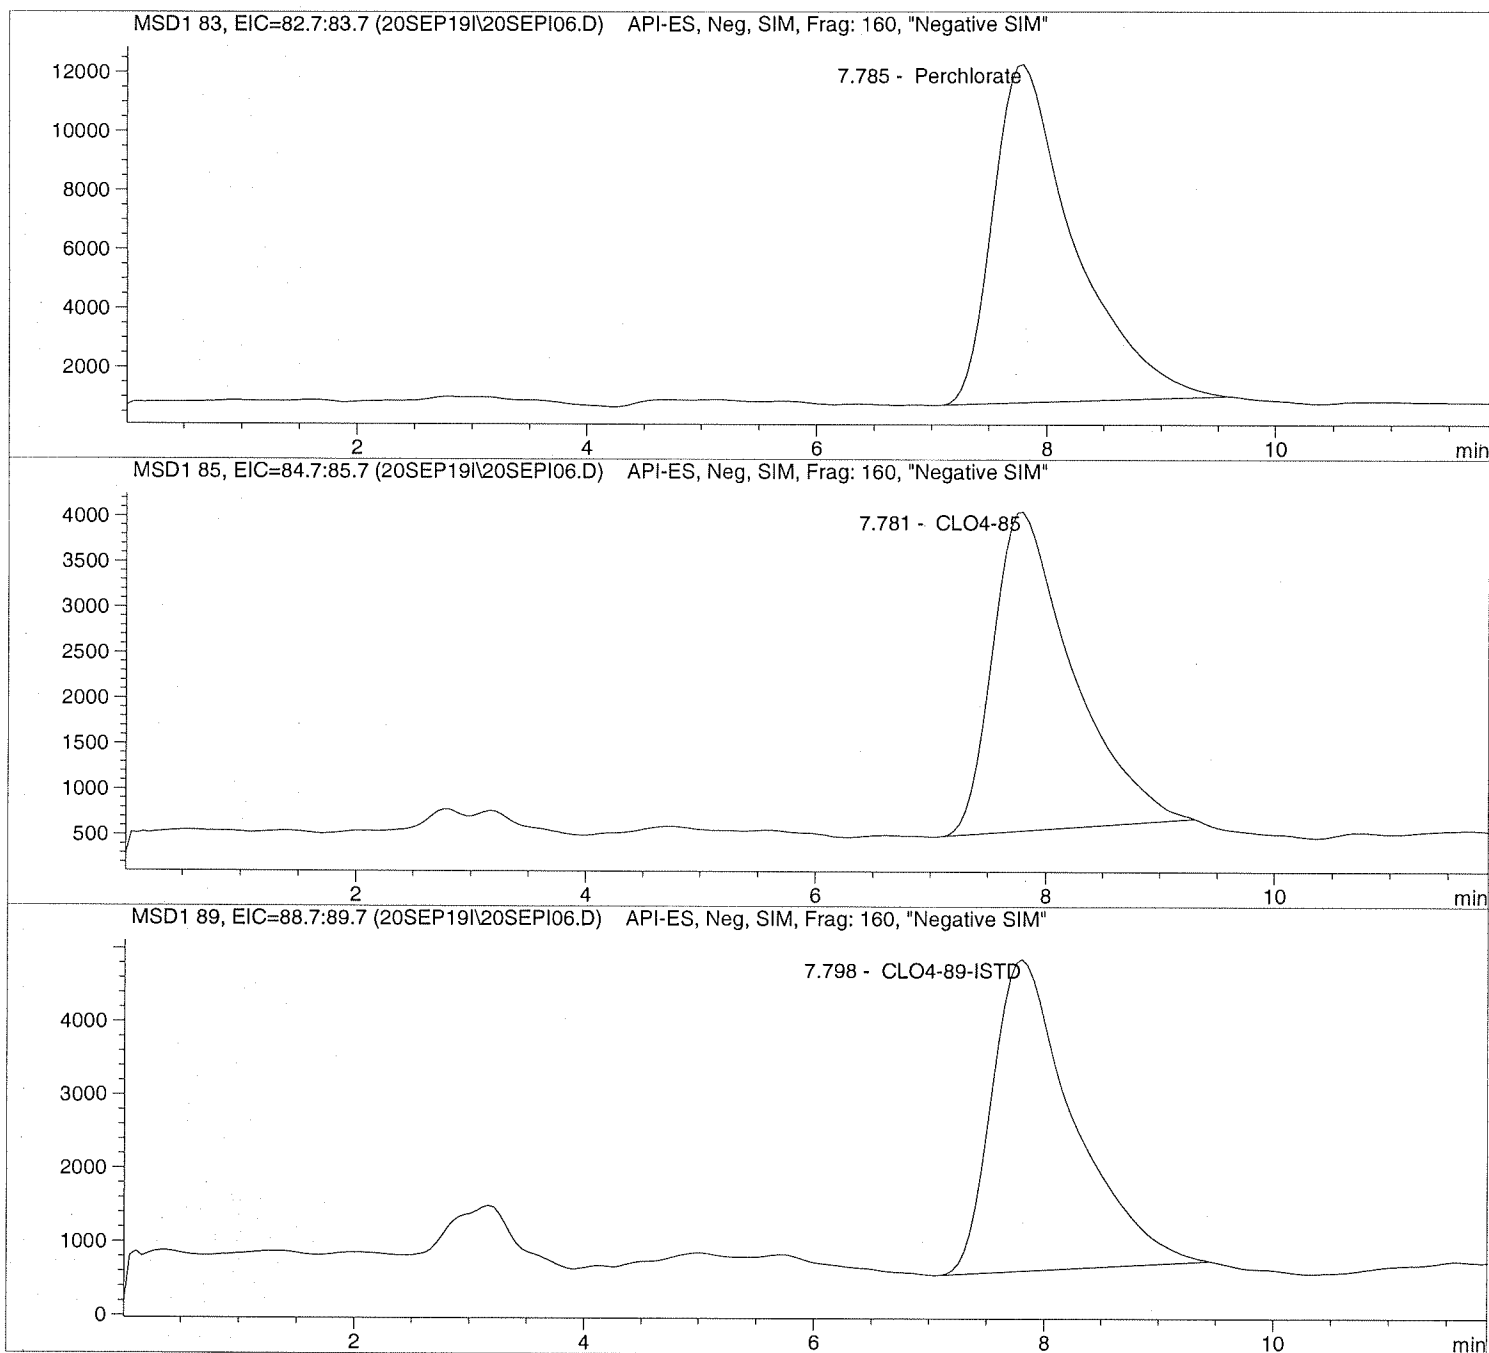 MSD1 83, EIC=82.7:83.7 (20SEP19I\20SEPI06.D) API-ES, Neg, SIM, Frag: 160, "Negative SIM"
12000
7.785 - Perchlorate
10000
8000
6000
4000
2000
2 4 6 8 10 min
MSD1 85, EIC=84.7:85.7 (20SEP19I\20SEPI06.D) API-ES, Neg, SIM, Frag: 160, "Negative SIM"
4000
7.781 - CLO4-85
3500
3000
2500
2000
1500
1000
500
2 4 6 8 10 min
MSD1 89, EIC=88.7:89.7 (20SEP19I\20SEPI06.D) API-ES, Neg, SIM, Frag: 160, "Negative SIM"
7.798 - CLO4-89-ISTD
4000
3000
2000
1000
0
2 4 6 8 10 min